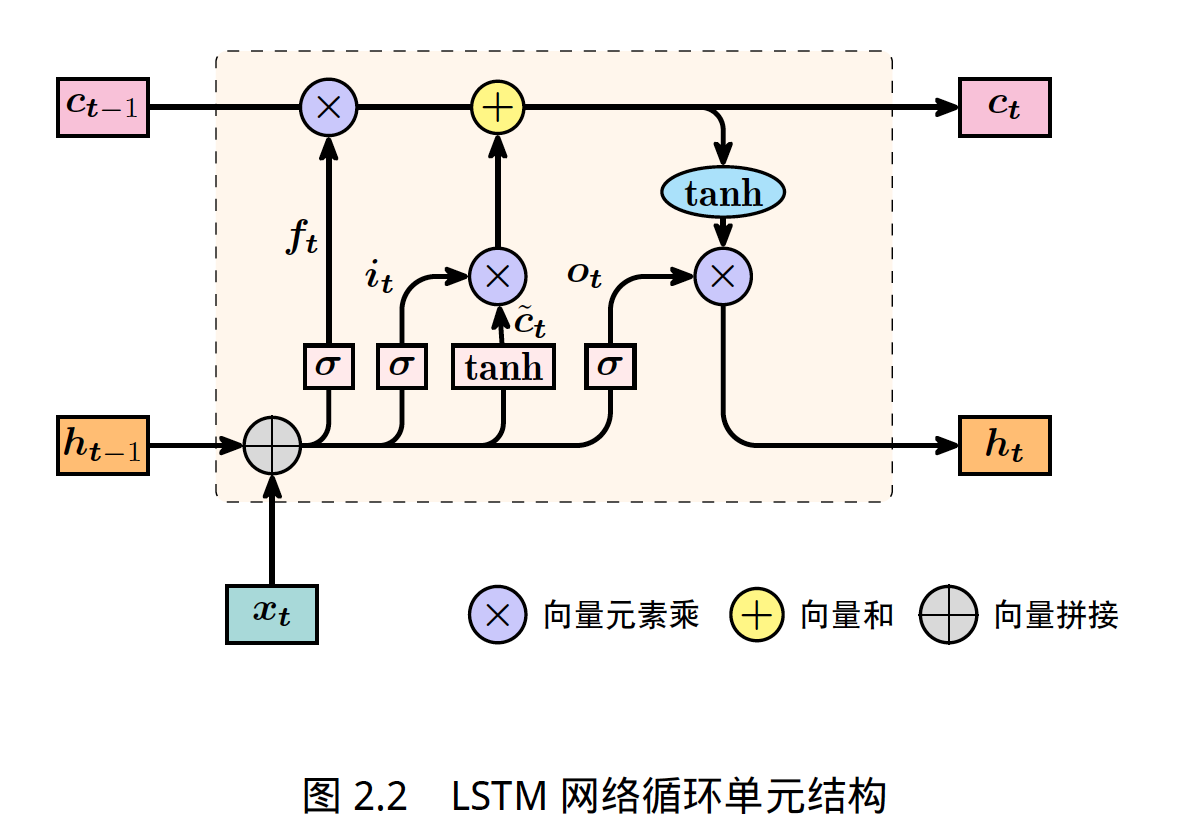 c_{t-1} × + c_t
tanh
f_t
i_t × o_t ×
c̃_t
σ σ tanh σ
h_{t-1} h_t
x_t
× 向量元素乘 + 向量和 向量拼接
图 2.2 LSTM 网络循环单元结构